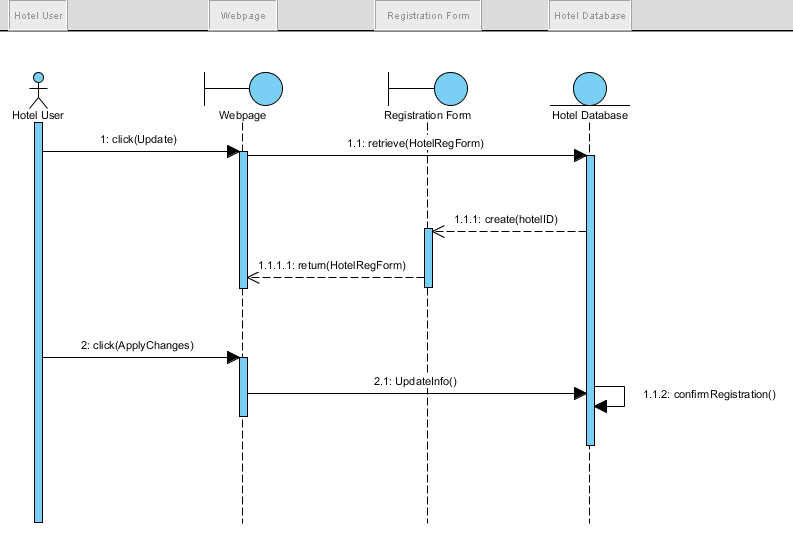 Hotel User
Webpage
Registration Form
Hotel Database
Hotel User
Webpage
Registration Form
Hotel Database
1: click(Update)
1.1: retrieve(HotelRegForm)
1.1.1: create(hotelID)
1.1.1.1: return(HotelRegForm)
2: click(ApplyChanges)
2.1: UpdateInfo()
1.1.2: confirmRegistration()